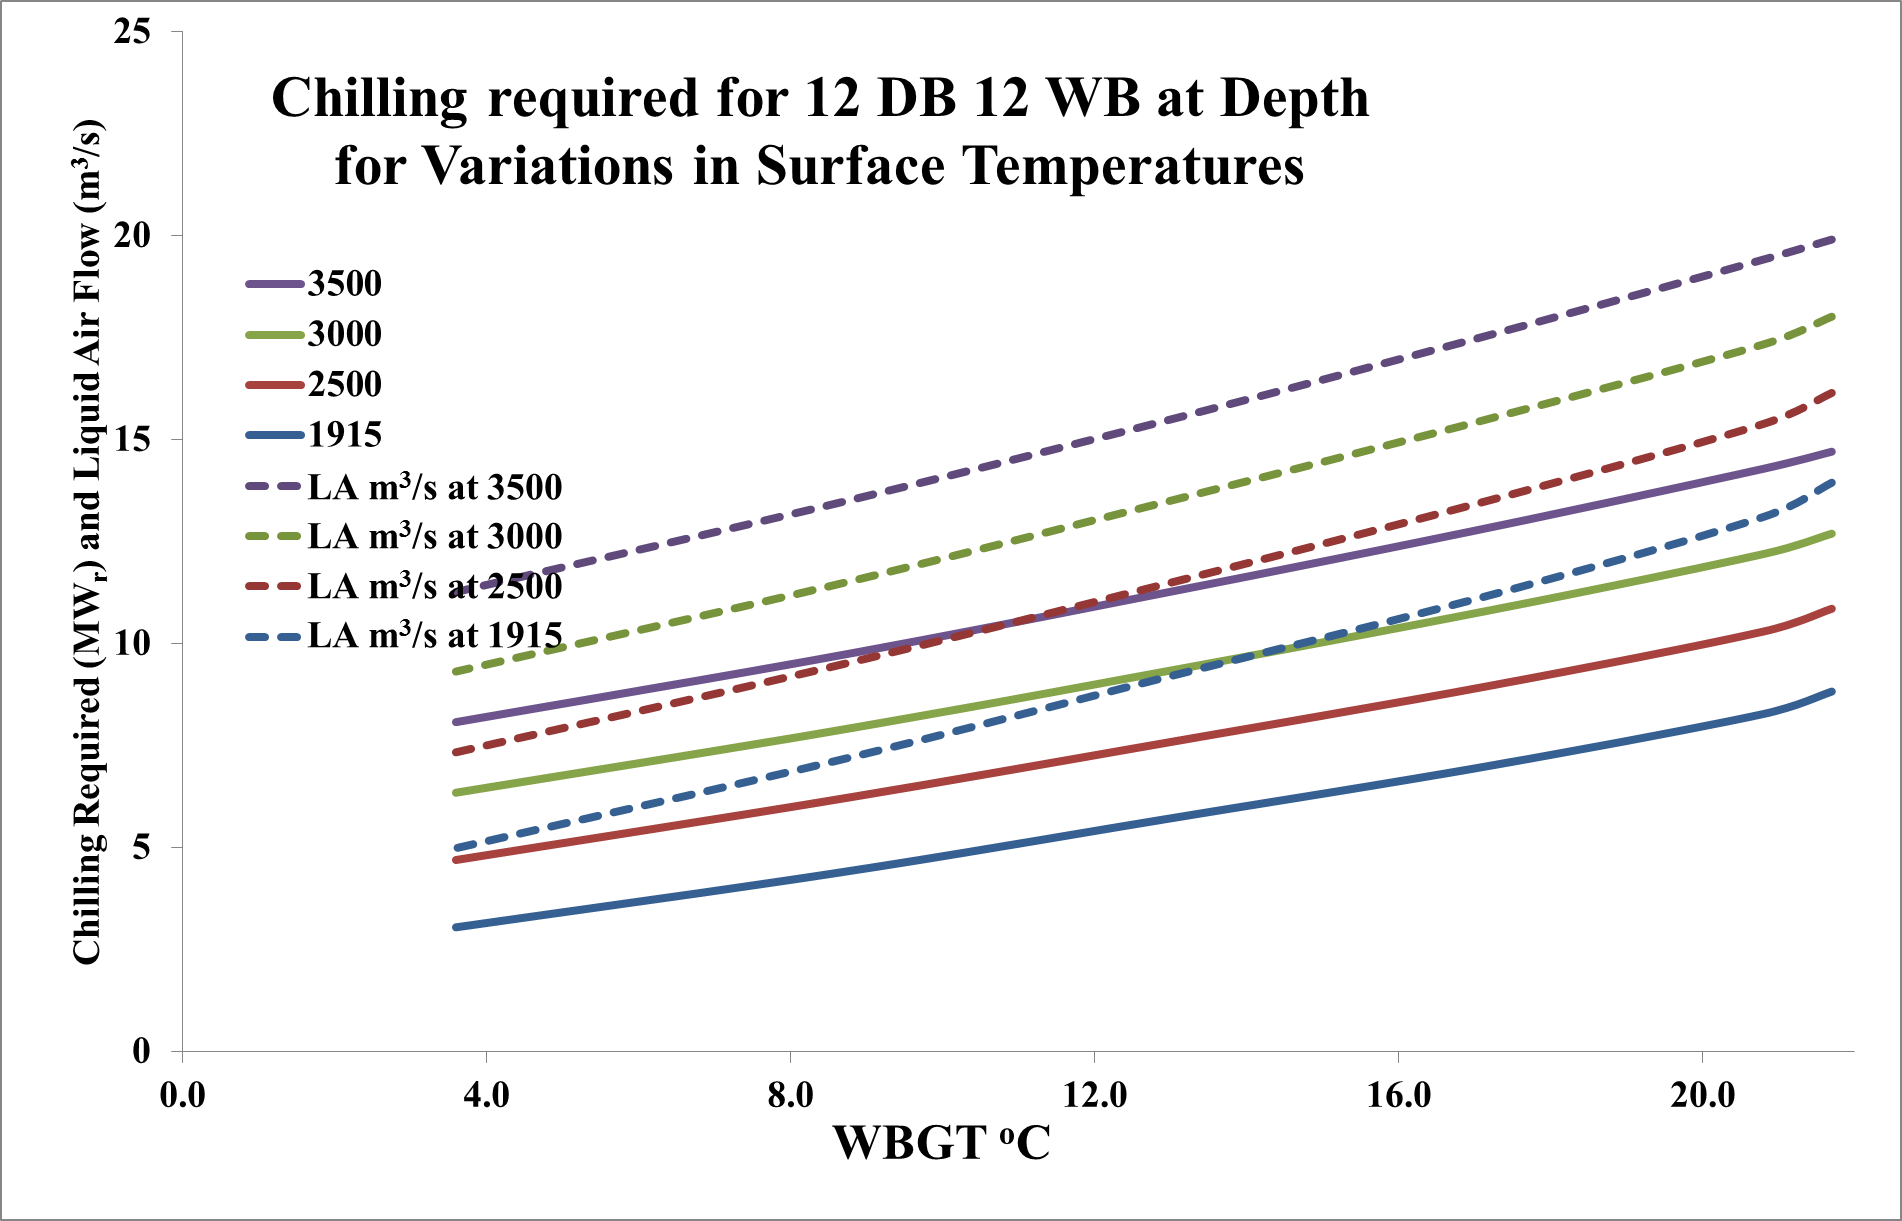 Chilling required for 12 DB 12 WB at Depth
for Variations in Surface Temperatures
Chilling Required (MWᵣ) and Liquid Air Flow (m³/s)
25
20
15
10
5
0
3500
3000
2500
1915
LA m³/s at 3500
LA m³/s at 3000
LA m³/s at 2500
LA m³/s at 1915
0.0 4.0 8.0 12.0 16.0 20.0
WBGT ᵒC